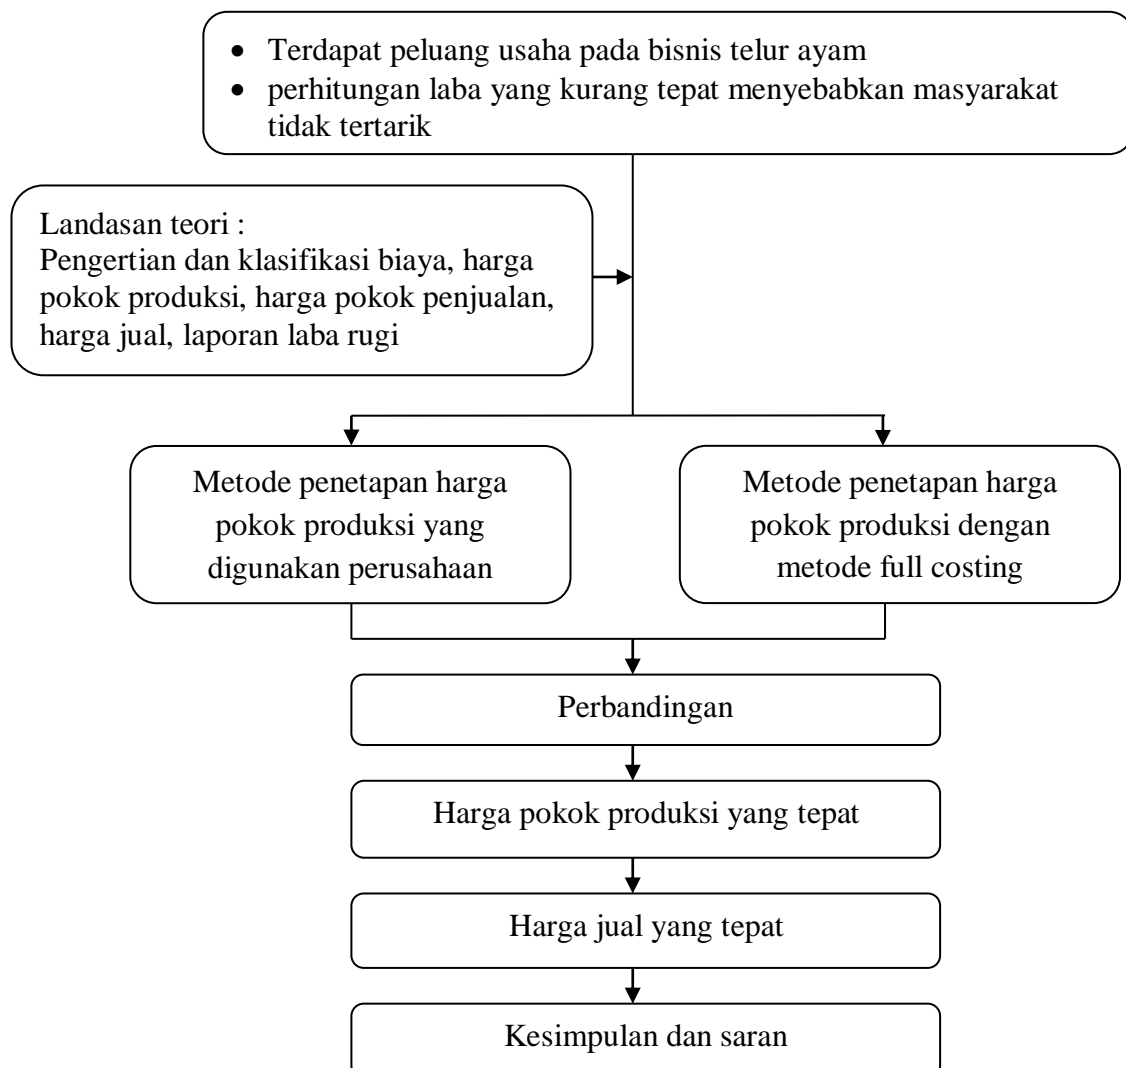 • Terdapat peluang usaha pada bisnis telur ayam
• perhitungan laba yang kurang tepat menyebabkan masyarakat
tidak tertarik
Landasan teori :
Pengertian dan klasifikasi biaya, harga
pokok produksi, harga pokok penjualan,
harga jual, laporan laba rugi
Metode penetapan harga
pokok produksi yang
digunakan perusahaan
Metode penetapan harga
pokok produksi dengan
metode full costing
Perbandingan
Harga pokok produksi yang tepat
Harga jual yang tepat
Kesimpulan dan saran